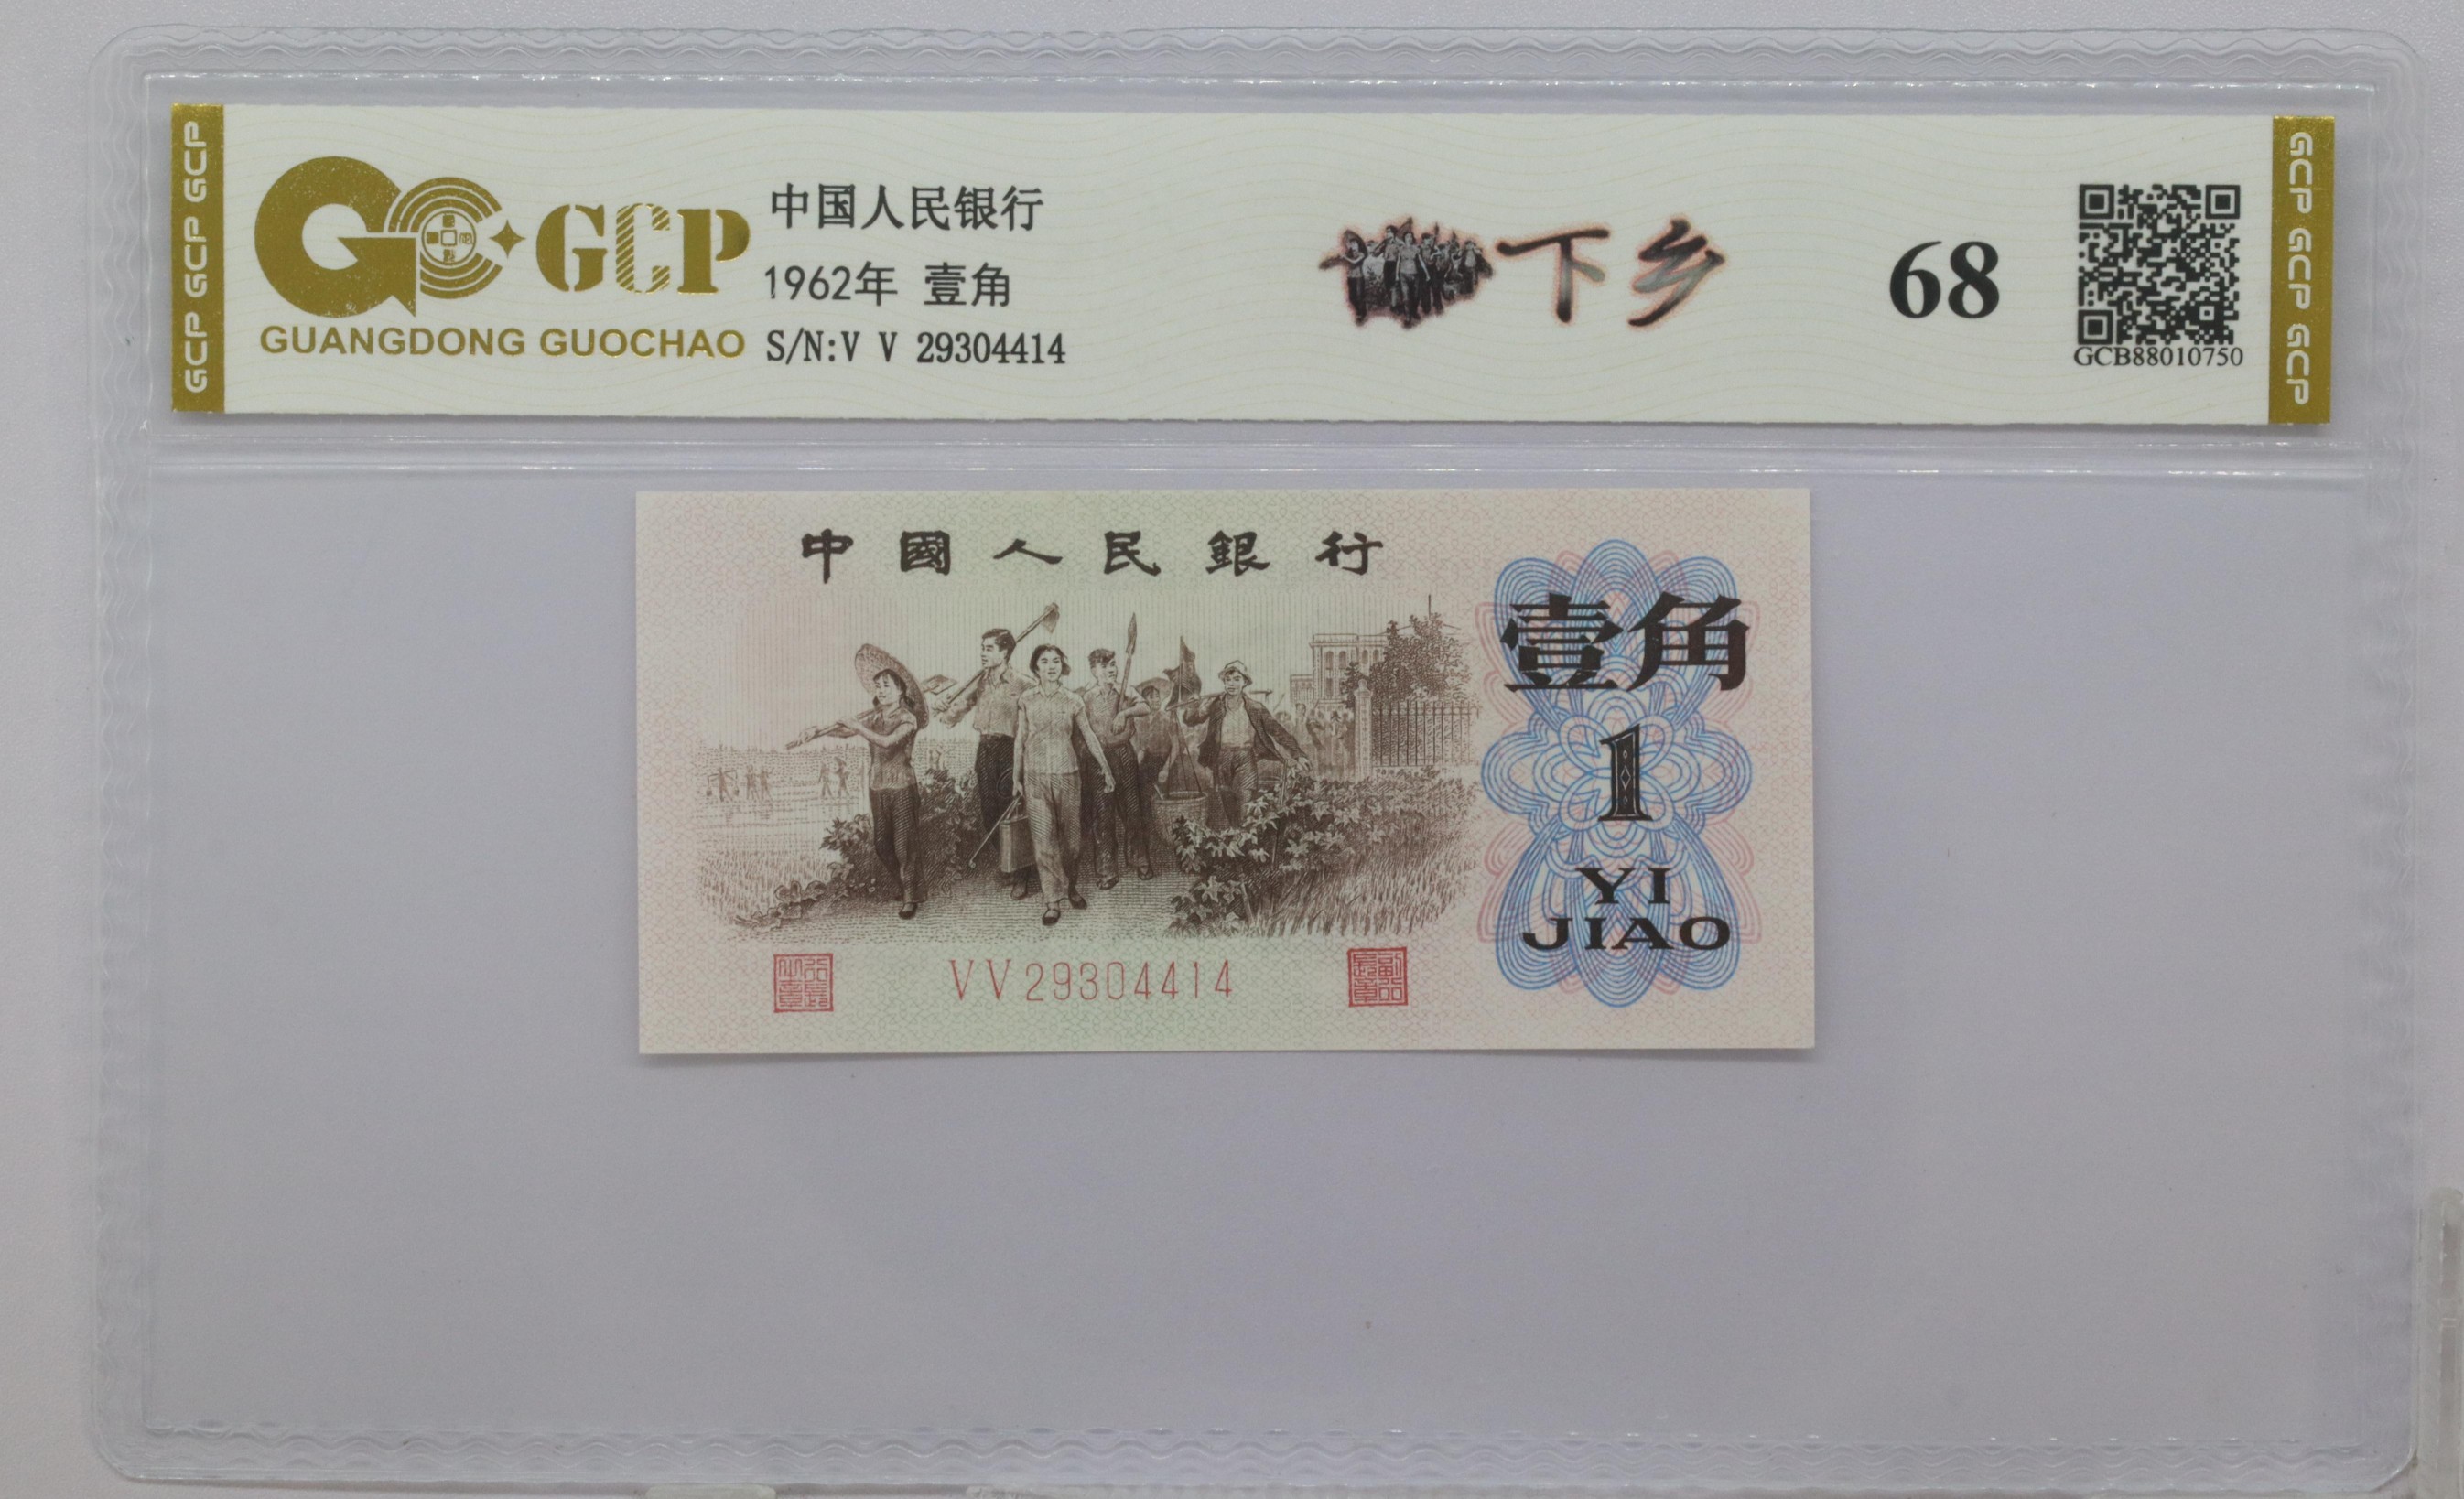 GCP GCP GCP
GCP
GUANGDONG GUOCHAO
中国人民银行
1962年 壹角
S/N:V V 29304414
下乡
68
GCB88010750
GCP GCP GCP
中國人民銀行
壹角
1
YI
JIAO
VV29304414